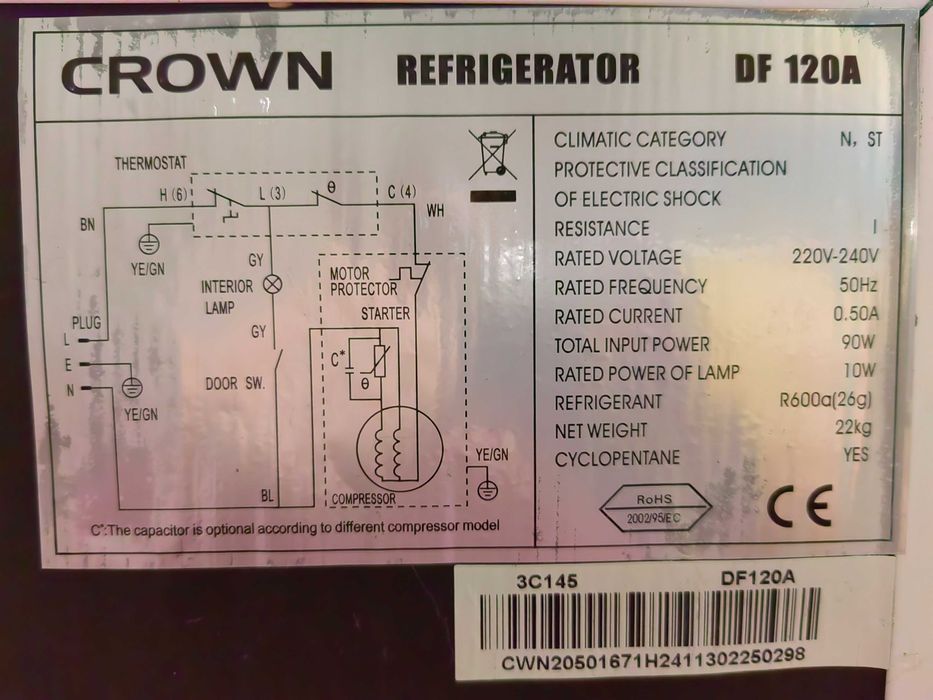 CROWN REFRIGERATOR DF 120A
THERMOSTAT
H (6) L (3) θ C (4)
BN
WH
YE/GN
GY
INTERIOR
LAMP
MOTOR
PROTECTOR
STARTER
PLUG
L
E
N
GY
C*
θ
DOOR SW.
YE/GN
YE/GN
BL
COMPRESSOR
C*:The capacitor is optional according to different compressor model
CLIMATIC CATEGORY N, ST
PROTECTIVE CLASSIFICATION
OF ELECTRIC SHOCK
RESISTANCE I
RATED VOLTAGE 220V-240V
RATED FREQUENCY 50Hz
RATED CURRENT 0.50A
TOTAL INPUT POWER 90W
RATED POWER OF LAMP 10W
REFRIGERANT R600a(26g)
NET WEIGHT 22kg
CYCLOPENTANE YES
RoHS
2002/95/EC
CE
3C145 DF120A
CWN20501671H2411302250298